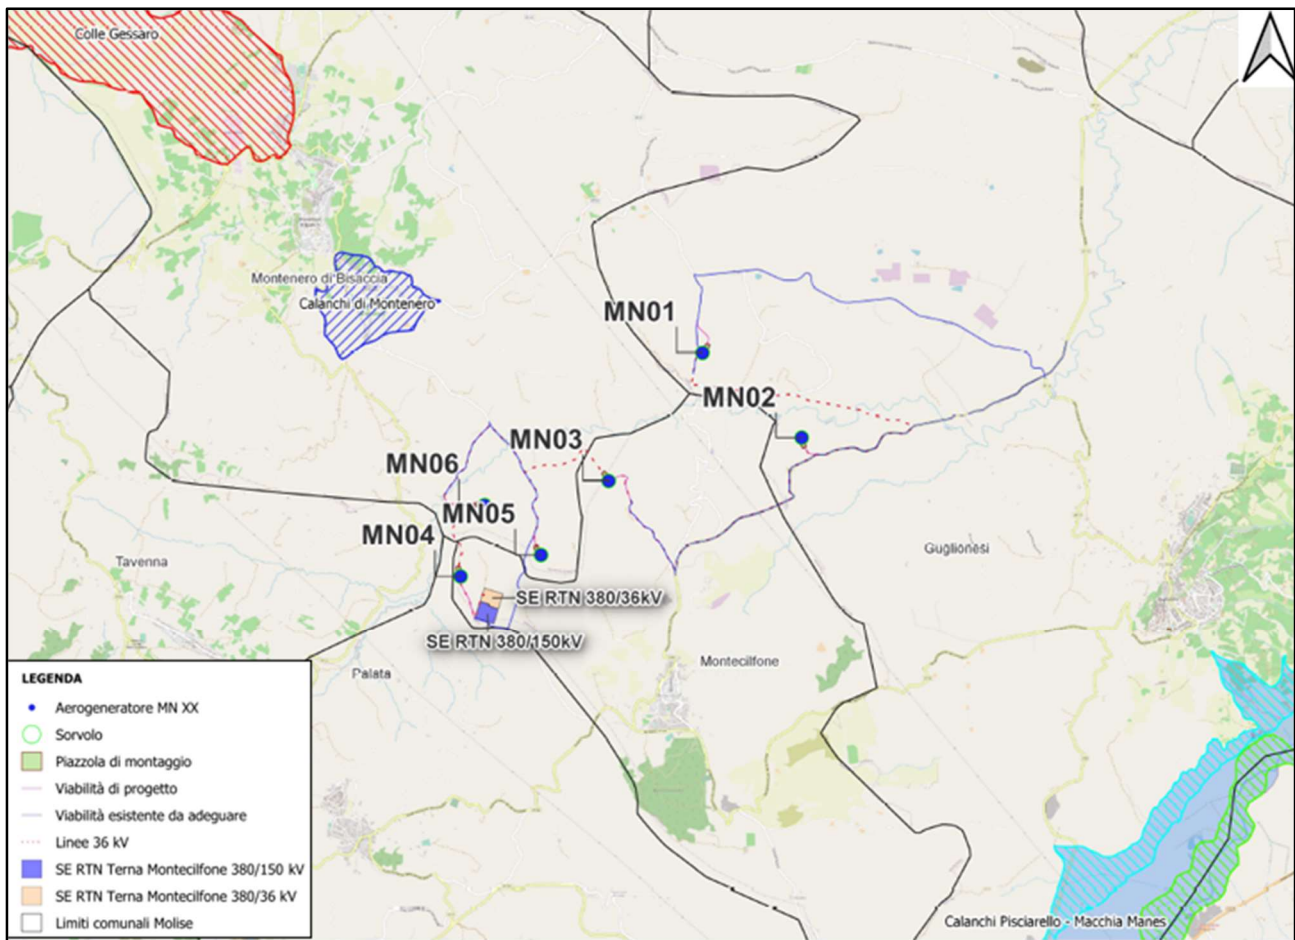 Colle Gessaro
Montenero di Bisaccia
Calanchi di Montenero
MN01
MN02
MN03
MN06
MN05
MN04
Tavenna
Guglionesi
SE RTN 380/36kV
SE RTN 380/150kV
Montecilfone
Palata
LEGENDA
Aerogeneratore MN XX
Sorvolo
Piazzola di montaggio
Viabilità di progetto
Viabilità esistente da adeguare
Linee 36 kV
SE RTN Terna Montecilfone 380/150 kV
SE RTN Terna Montecilfone 380/36 kV
Limiti comunali Molise
Calanchi Pisciarello - Macchia Manes